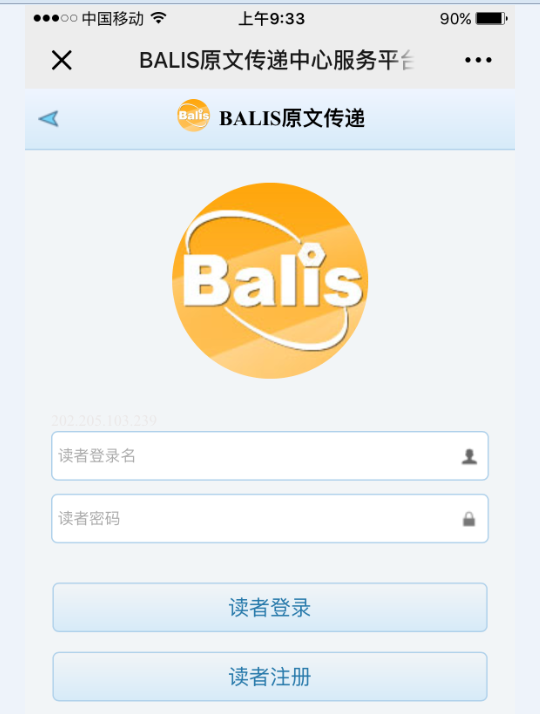 中国移动 上午9:33 90%
BALIS原文传递中心服务平台
Balis BALIS原文传递
Balis
202.205.103.239
读者登录名
读者密码
读者登录
读者注册